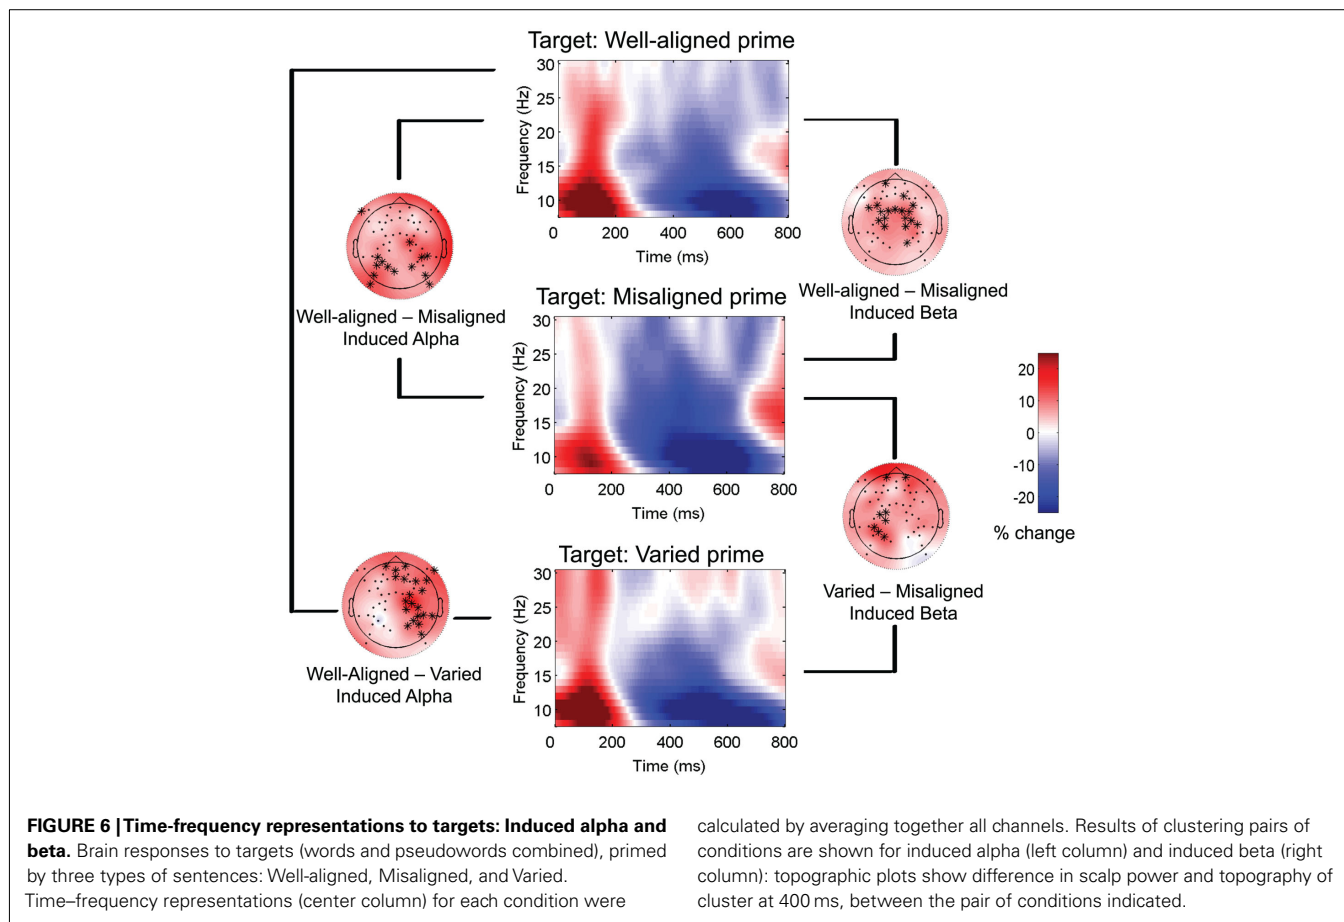 Target: Well-aligned prime
30
25
20
15
10
Frequency (Hz)
0 200 400 600 800
Time (ms)
Well-aligned – Misaligned
Induced Alpha
Well-aligned – Misaligned
Induced Beta
Target: Misaligned prime
30
25
20
15
10
Frequency (Hz)
0 200 400 600 800
Time (ms)
20
10
0
-10
-20
% change
Target: Varied prime
30
25
20
15
10
Frequency (Hz)
0 200 400 600 800
Time (ms)
Well-Aligned – Varied
Induced Alpha
Varied – Misaligned
Induced Beta
FIGURE 6 | Time-frequency representations to targets: Induced alpha and
beta. Brain responses to targets (words and pseudowords combined), primed
by three types of sentences: Well-aligned, Misaligned, and Varied.
Time–frequency representations (center column) for each condition were
calculated by averaging together all channels. Results of clustering pairs of
conditions are shown for induced alpha (left column) and induced beta (right
column): topographic plots show difference in scalp power and topography of
cluster at 400 ms, between the pair of conditions indicated.